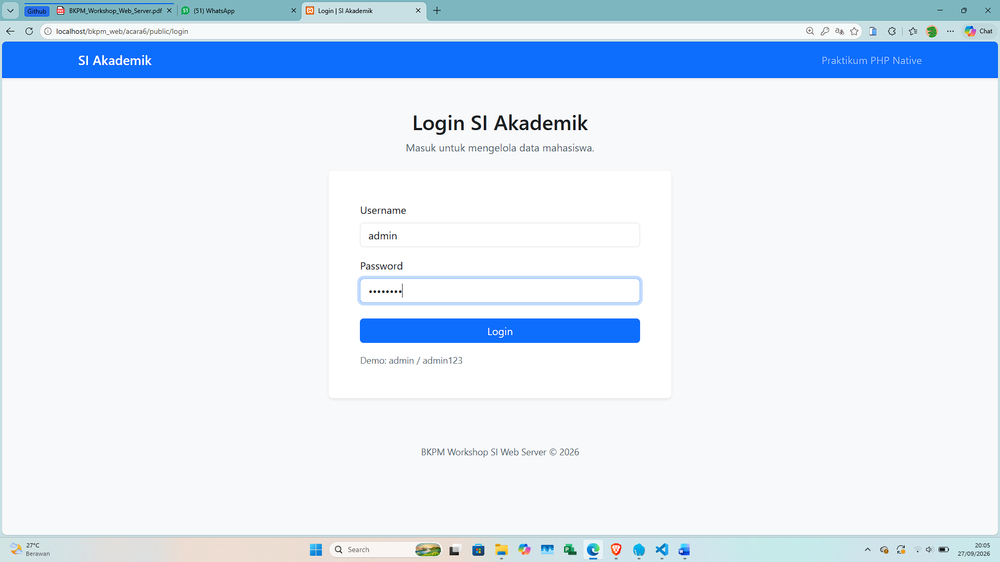 Github
BKPM_Workshop_Web_Server.pdf
(51) WhatsApp
Login | SI Akademik
localhost/bkpm_web/acara6/public/login
Chat
SI Akademik
Praktikum PHP Native
Login SI Akademik
Masuk untuk mengelola data mahasiswa.
Username
admin
Password
••••••••
Login
Demo: admin / admin123
BKPM Workshop SI Web Server © 2026
27°C
Berawan
Search
20:05
27/09/2026